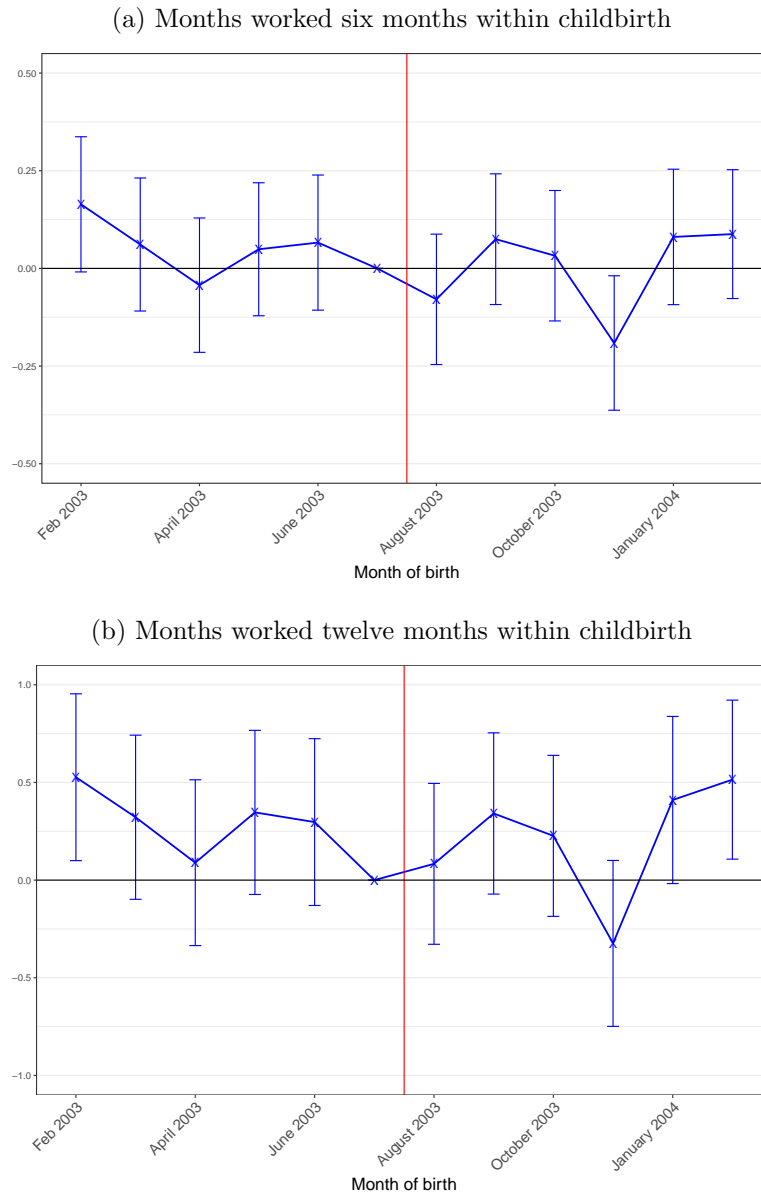 (a) Months worked six months within childbirth
0.50
0.25
0.00
−0.25
−0.50
Feb 2003
April 2003
June 2003
August 2003
October 2003
January 2004
Month of birth
(b) Months worked twelve months within childbirth
1.0
0.5
0.0
−0.5
−1.0
Feb 2003
April 2003
June 2003
August 2003
October 2003
January 2004
Month of birth